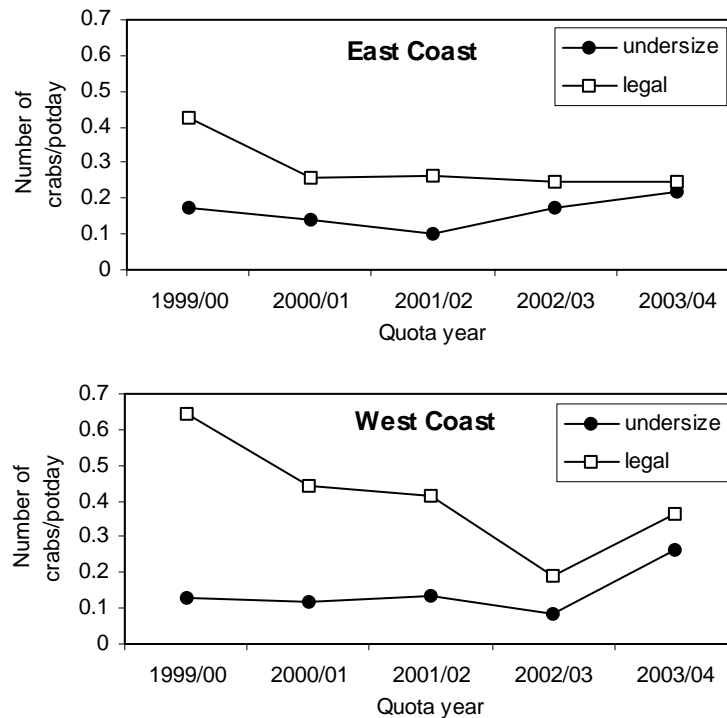 0.7
0.6
0.5
0.4
0.3
0.2
0.1
0
Number of
crabs/potday
East Coast
undersize
legal
1999/00 2000/01 2001/02 2002/03 2003/04
Quota year
0.7
0.6
0.5
0.4
0.3
0.2
0.1
0
Number of
crabs/potday
West Coast
undersize
legal
1999/00 2000/01 2001/02 2002/03 2003/04
Quota year